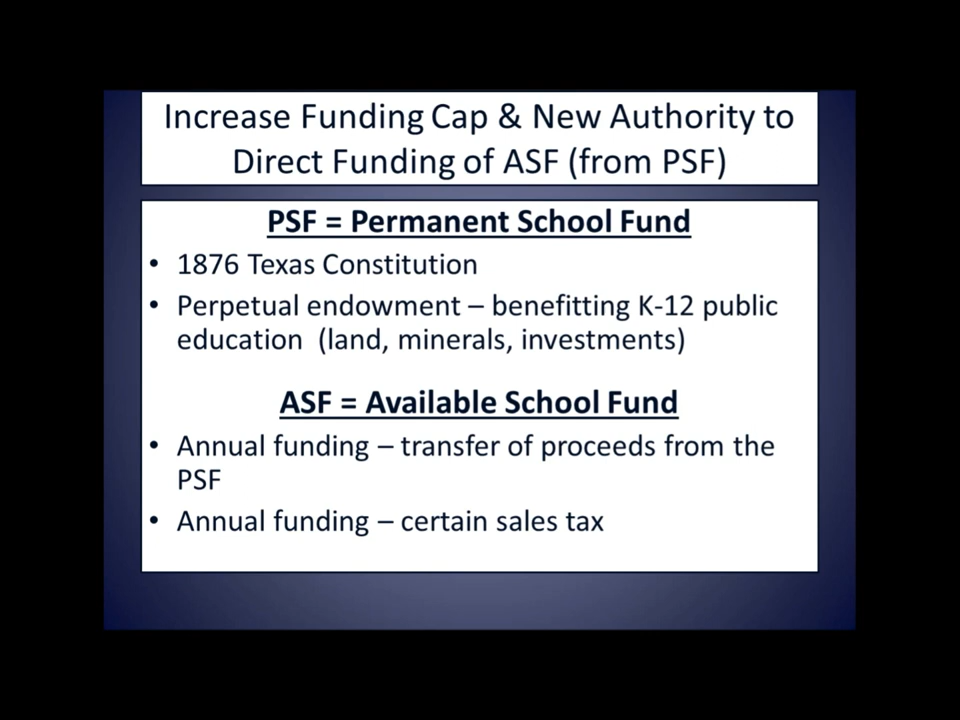 Increase Funding Cap & New Authority to
Direct Funding of ASF (from PSF)
PSF = Permanent School Fund
• 1876 Texas Constitution
• Perpetual endowment – benefitting K-12 public
education (land, minerals, investments)
ASF = Available School Fund
• Annual funding – transfer of proceeds from the
PSF
• Annual funding – certain sales tax